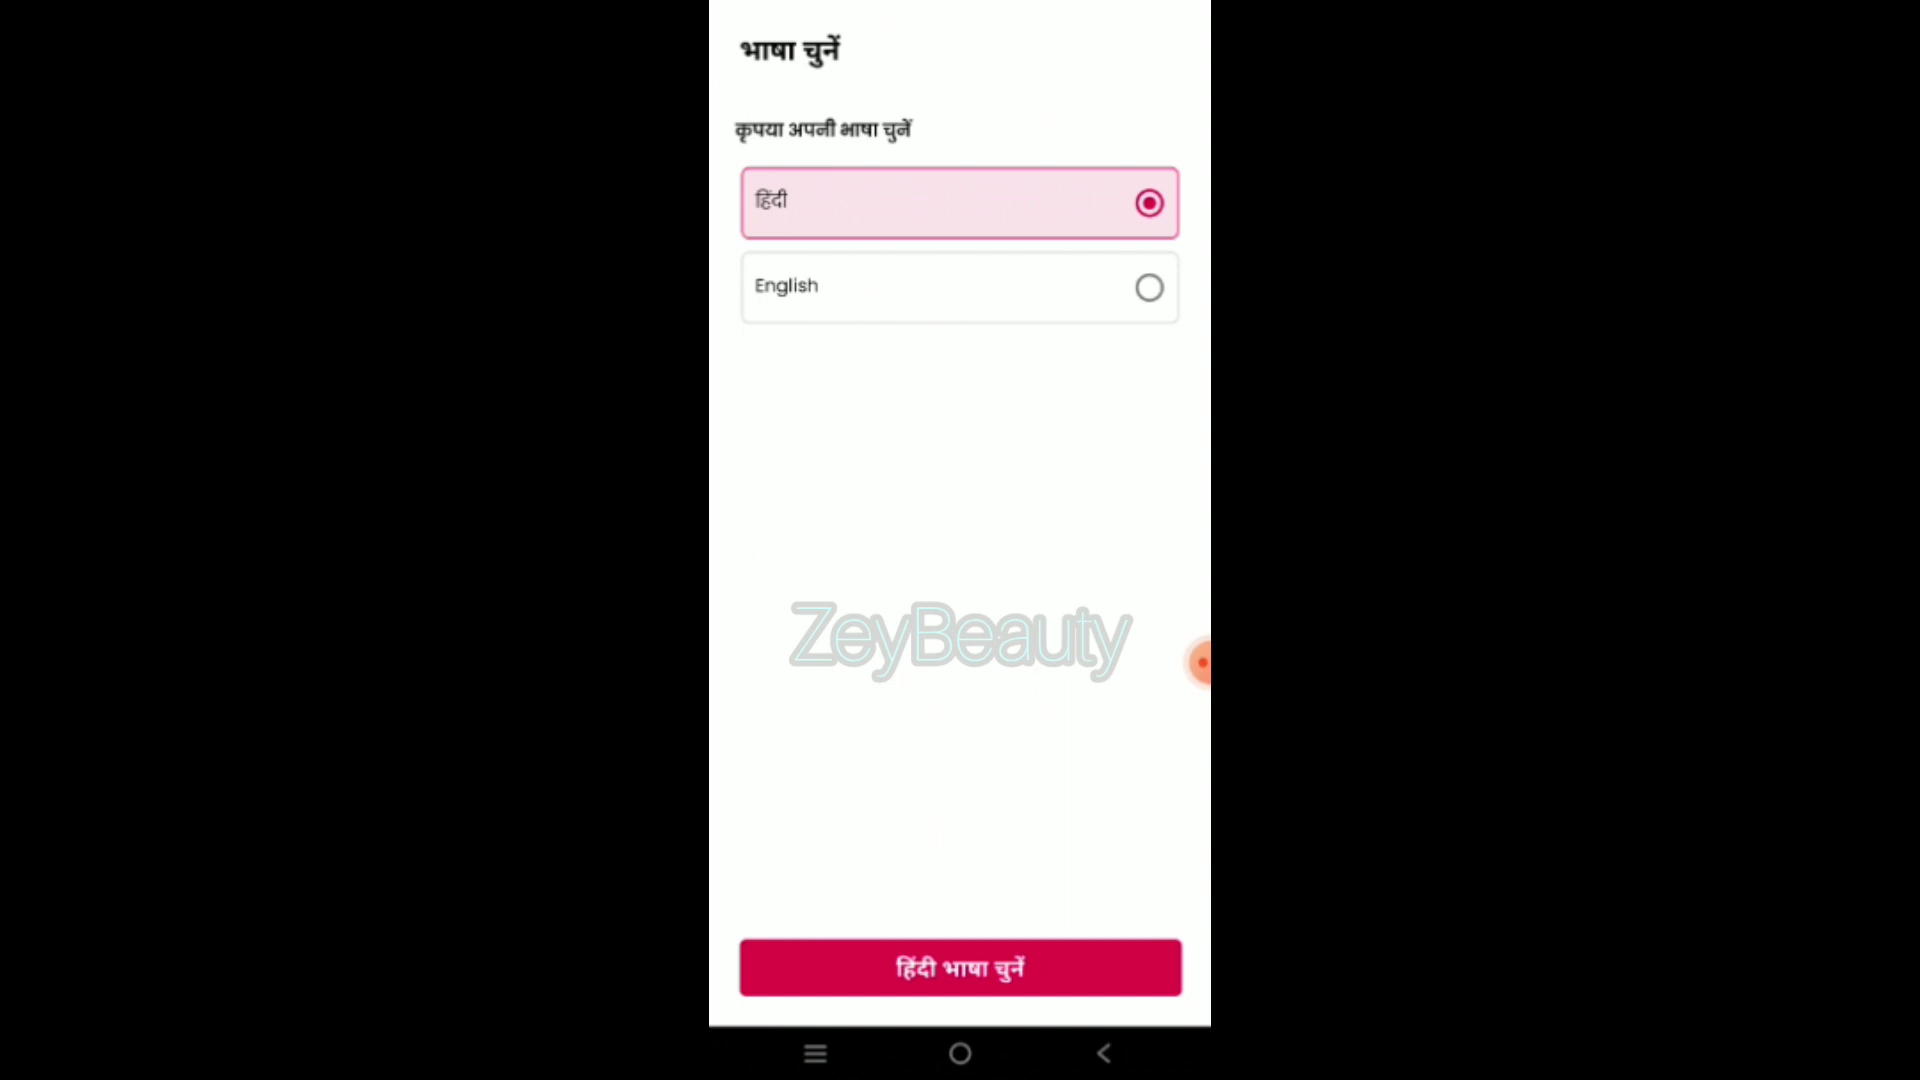 भाषा चुनें
कृपया अपनी भाषा चुनें
हिंदी
English
ZeyBeauty
हिंदी भाषा चुनें